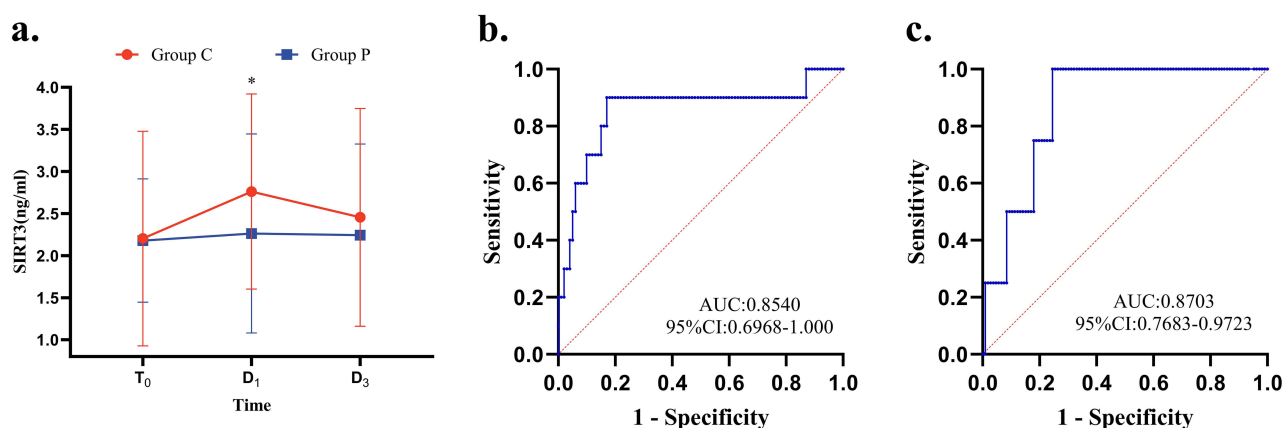 a.
Group C
Group P
*
4.0
3.5
3.0
2.5
2.0
1.5
1.0
SIRT3(ng/ml)
T0
D1
D3
Time
b.
1.0
0.8
0.6
0.4
0.2
0.0
Sensitivity
AUC:0.8540
95%CI:0.6968-1.000
0.0 0.2 0.4 0.6 0.8 1.0
1 - Specificity
c.
1.0
0.8
0.6
0.4
0.2
0.0
Sensitivity
AUC:0.8703
95%CI:0.7683-0.9723
0.0 0.2 0.4 0.6 0.8 1.0
1 - Specificity